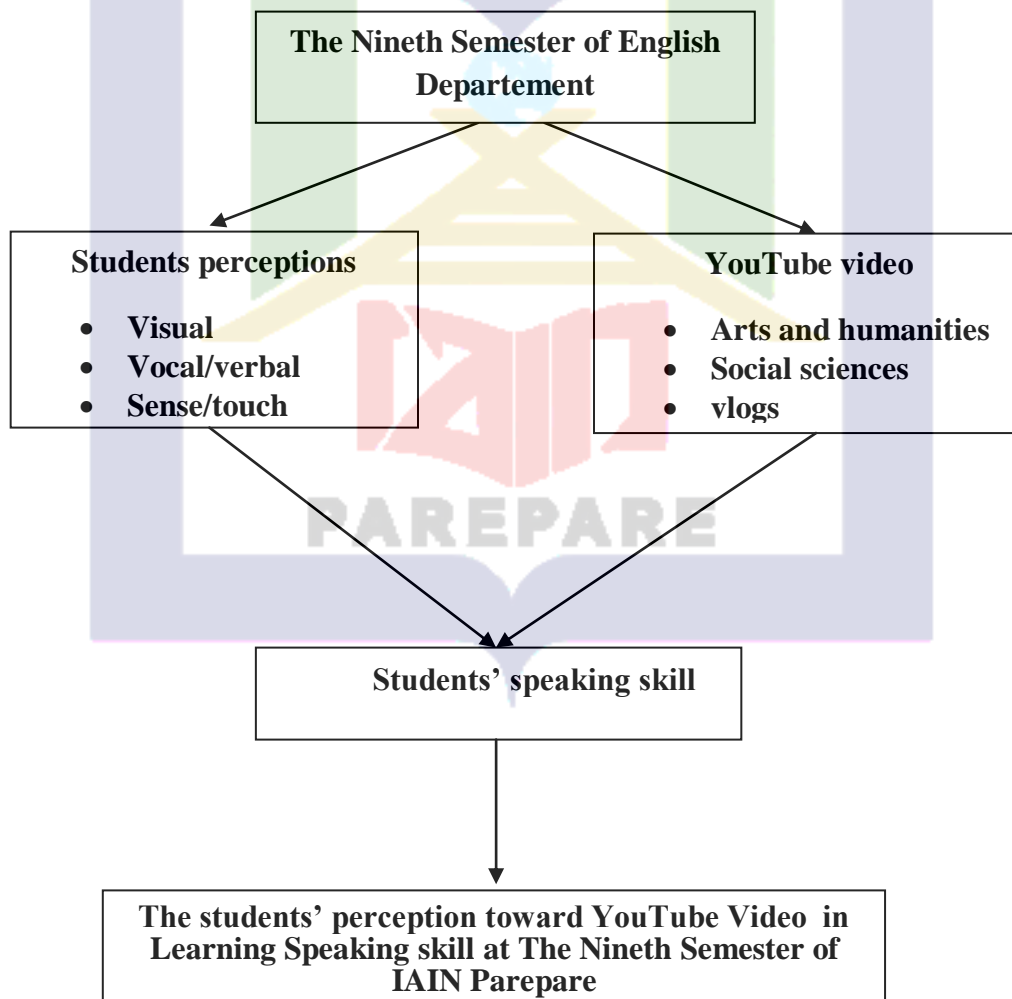 The Nineth Semester of English
Departement
Students perceptions
• Visual
• Vocal/verbal
• Sense/touch
YouTube video
• Arts and humanities
• Social sciences
• vlogs
PAREPARE
Students’ speaking skill
The students’ perception toward YouTube Video in
Learning Speaking skill at The Nineth Semester of
IAIN Parepare